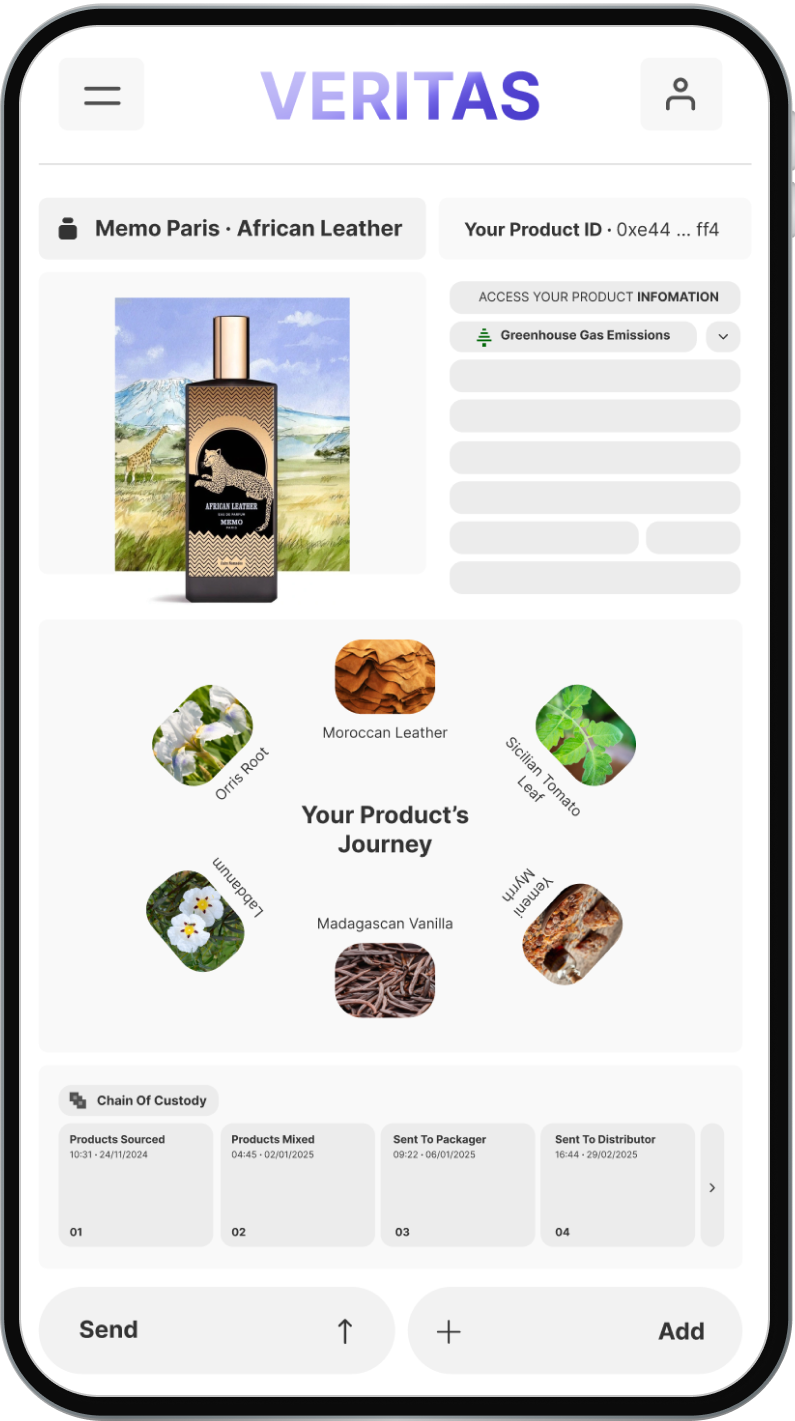 VERITAS
Memo Paris · African Leather
Your Product ID · 0xe44 ... ff4
ACCESS YOUR PRODUCT INFOMATION
Greenhouse Gas Emissions
AFRICAN LEATHER
EAU DE PARFUM
MEMO
PARIS
Moroccan Leather
Orris Root
Sicilian Tomato
Leaf
Your Product's
Journey
Labdanum
Yemeni
Myrrh
Madagascan Vanilla
Chain Of Custody
Products Sourced
10:31 · 24/11/2024
01
Products Mixed
04:45 · 02/01/2025
02
Sent To Packager
09:22 · 06/01/2025
03
Sent To Distributor
16:44 · 29/02/2025
04
Send
Add